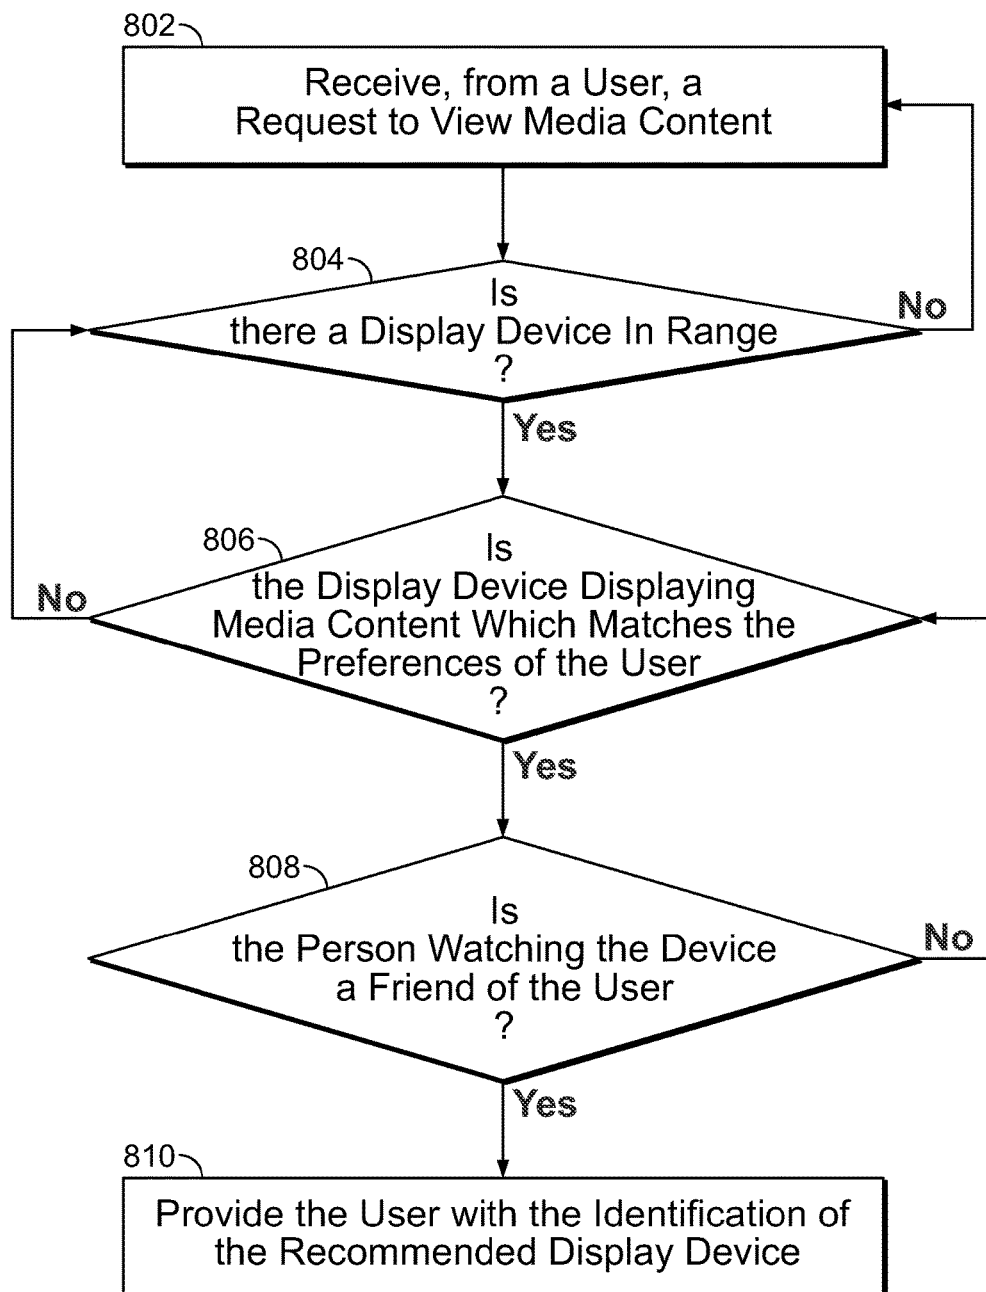 802
Receive, from a User, a
Request to View Media Content
804
Is
there a Display Device In Range
?
No
Yes
806
Is
the Display Device Displaying
Media Content Which Matches the
Preferences of the User
?
No
Yes
808
Is
the Person Watching the Device
a Friend of the User
?
No
Yes
810
Provide the User with the Identification of
the Recommended Display Device